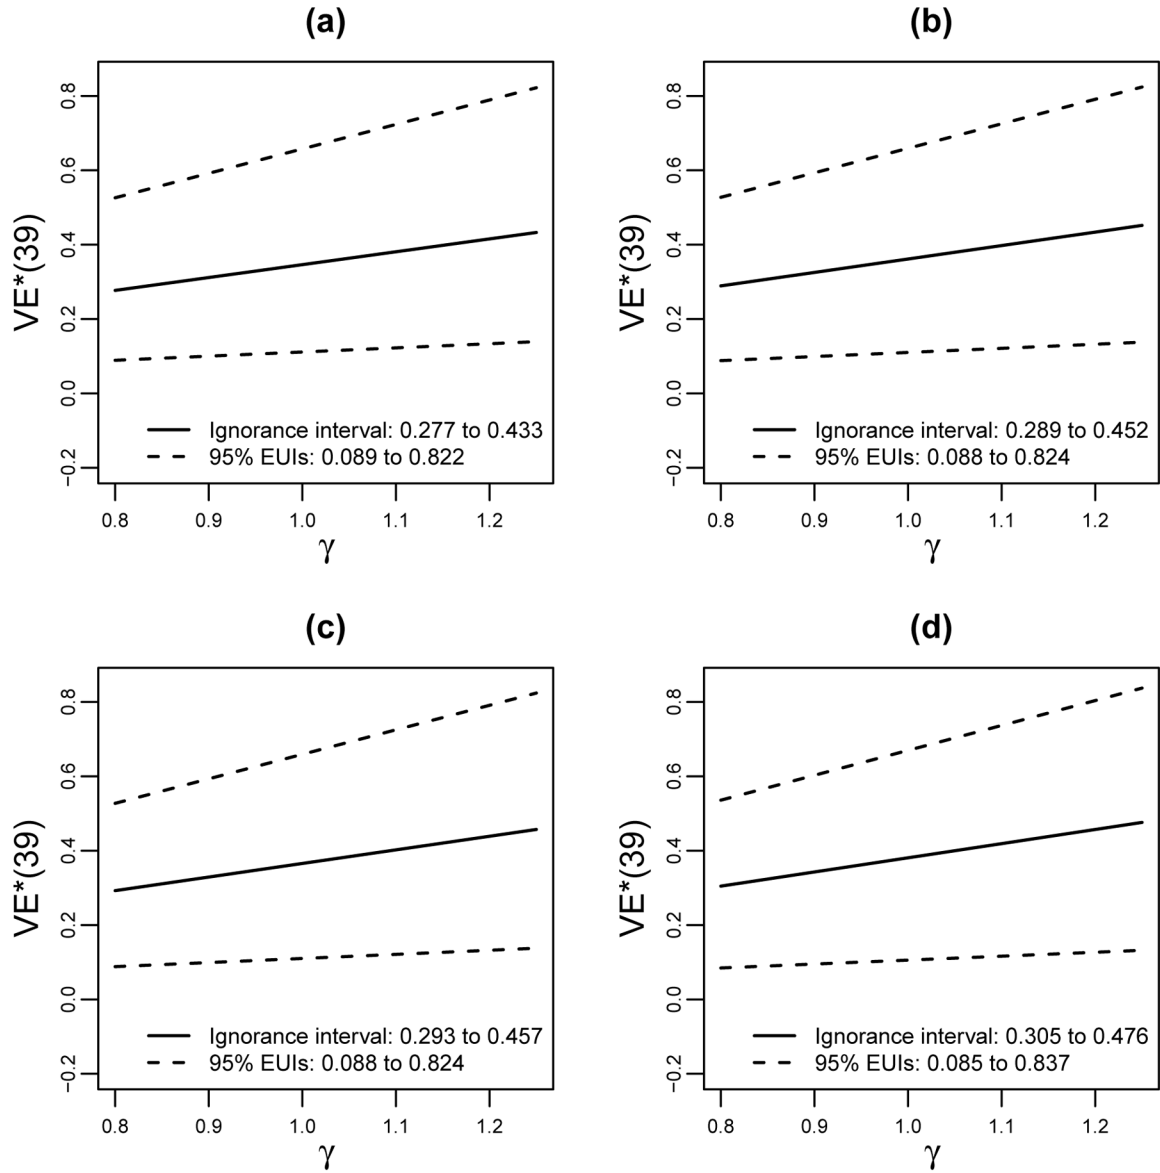 (a)
VE*(39)
0.8
0.6
0.4
0.2
0.0
−0.2
Ignorance interval: 0.277 to 0.433
95% EUIs: 0.089 to 0.822
0.8 0.9 1.0 1.1 1.2
γ
(b)
VE*(39)
0.8
0.6
0.4
0.2
0.0
−0.2
Ignorance interval: 0.289 to 0.452
95% EUIs: 0.088 to 0.824
0.8 0.9 1.0 1.1 1.2
γ
(c)
VE*(39)
0.8
0.6
0.4
0.2
0.0
−0.2
Ignorance interval: 0.293 to 0.457
95% EUIs: 0.088 to 0.824
0.8 0.9 1.0 1.1 1.2
γ
(d)
VE*(39)
0.8
0.6
0.4
0.2
0.0
−0.2
Ignorance interval: 0.305 to 0.476
95% EUIs: 0.085 to 0.837
0.8 0.9 1.0 1.1 1.2
γ